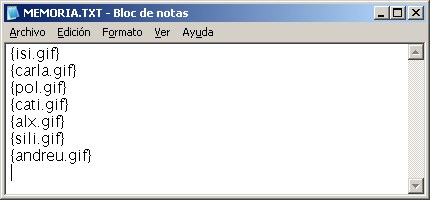 MEMORIA.TXT - Bloc de notas
Archivo Edición Formato Ver Ayuda
{isi.gif}
{carla.gif}
{pol.gif}
{cati.gif}
{alx.gif}
{sili.gif}
{andreu.gif}